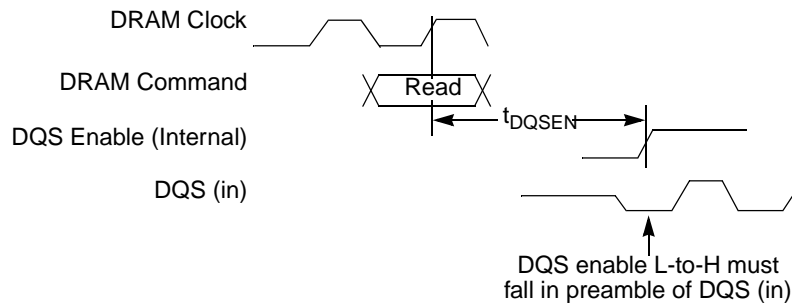 DRAM Clock
DRAM Command
Read
tDQSEN
DQS Enable (Internal)
DQS (in)
DQS enable L-to-H must
fall in preamble of DQS (in)